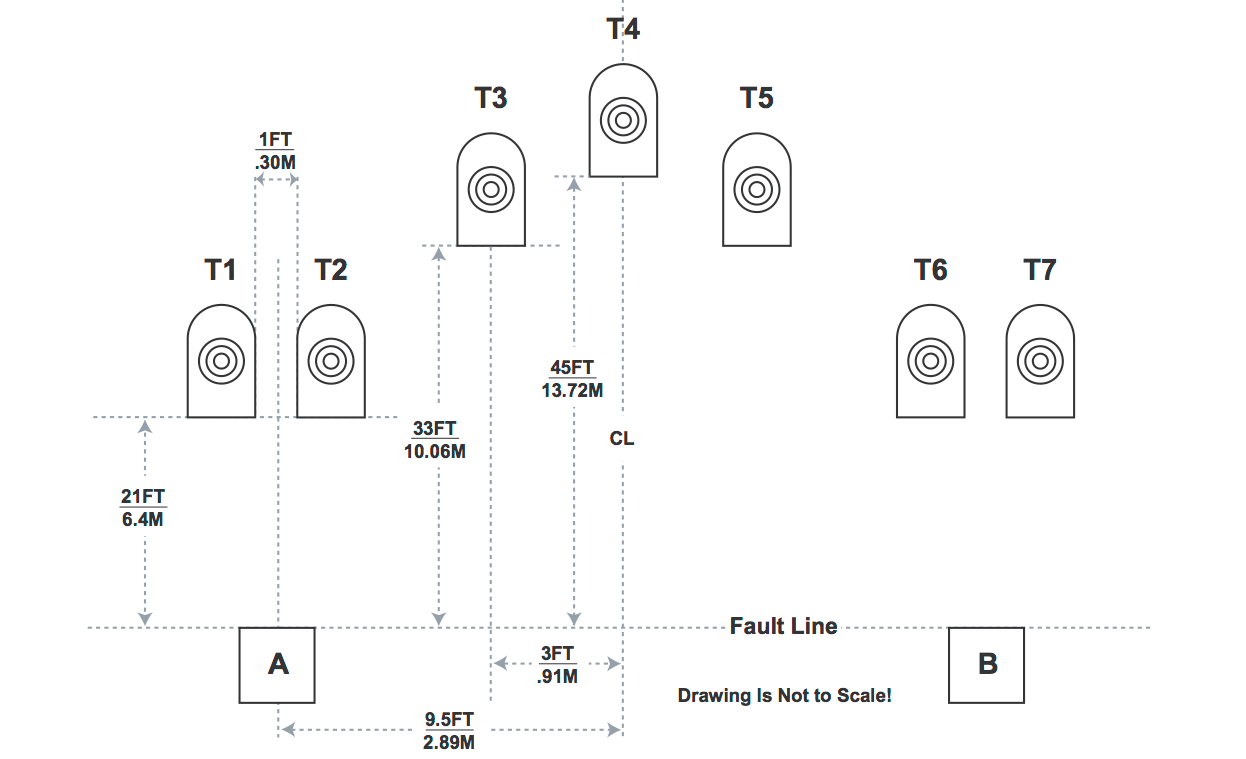 T4
T3
T5
1FT
.30M
T1
T2
T6
T7
45FT
13.72M
33FT
10.06M
CL
21FT
6.4M
Fault Line
A
B
3FT
.91M
Drawing Is Not to Scale!
9.5FT
2.89M